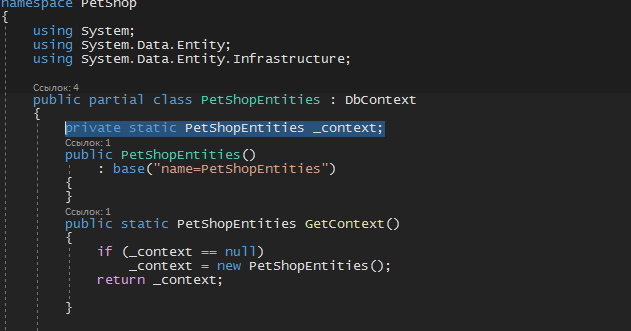 namespace PetShop
{
using System;
using System.Data.Entity;
using System.Data.Entity.Infrastructure;
Ссылок: 4
public partial class PetShopEntities : DbContext
{
private static PetShopEntities _context;
Ссылок: 1
public PetShopEntities()
: base("name=PetShopEntities")
{
}
Ссылок: 1
public static PetShopEntities GetContext()
{
if (_context == null)
_context = new PetShopEntities();
return _context;
}